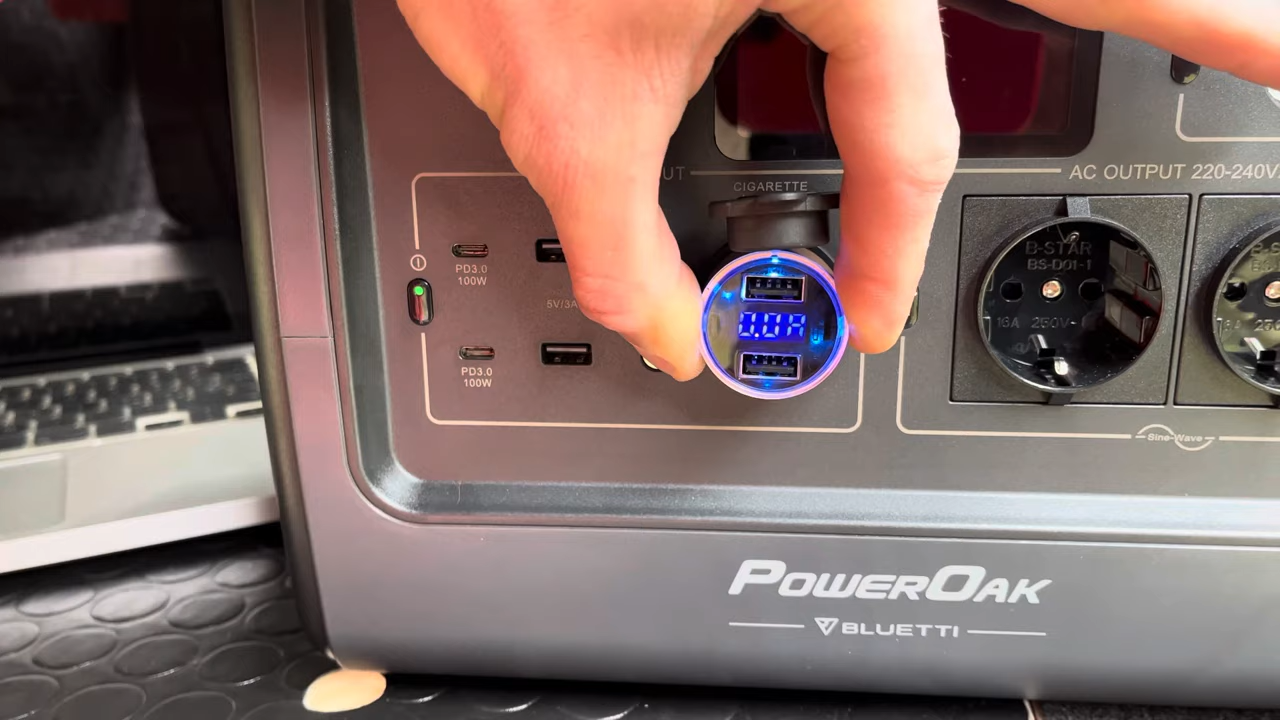 UT
AC OUTPUT 220-240V
CIGARETTE
PD3.0
100W
5V/3A
PD3.0
100W
0.0A
B-STAR
BS-D01-1
16A 250V~
Sine-Wave
POWEROAK
BLUETTI